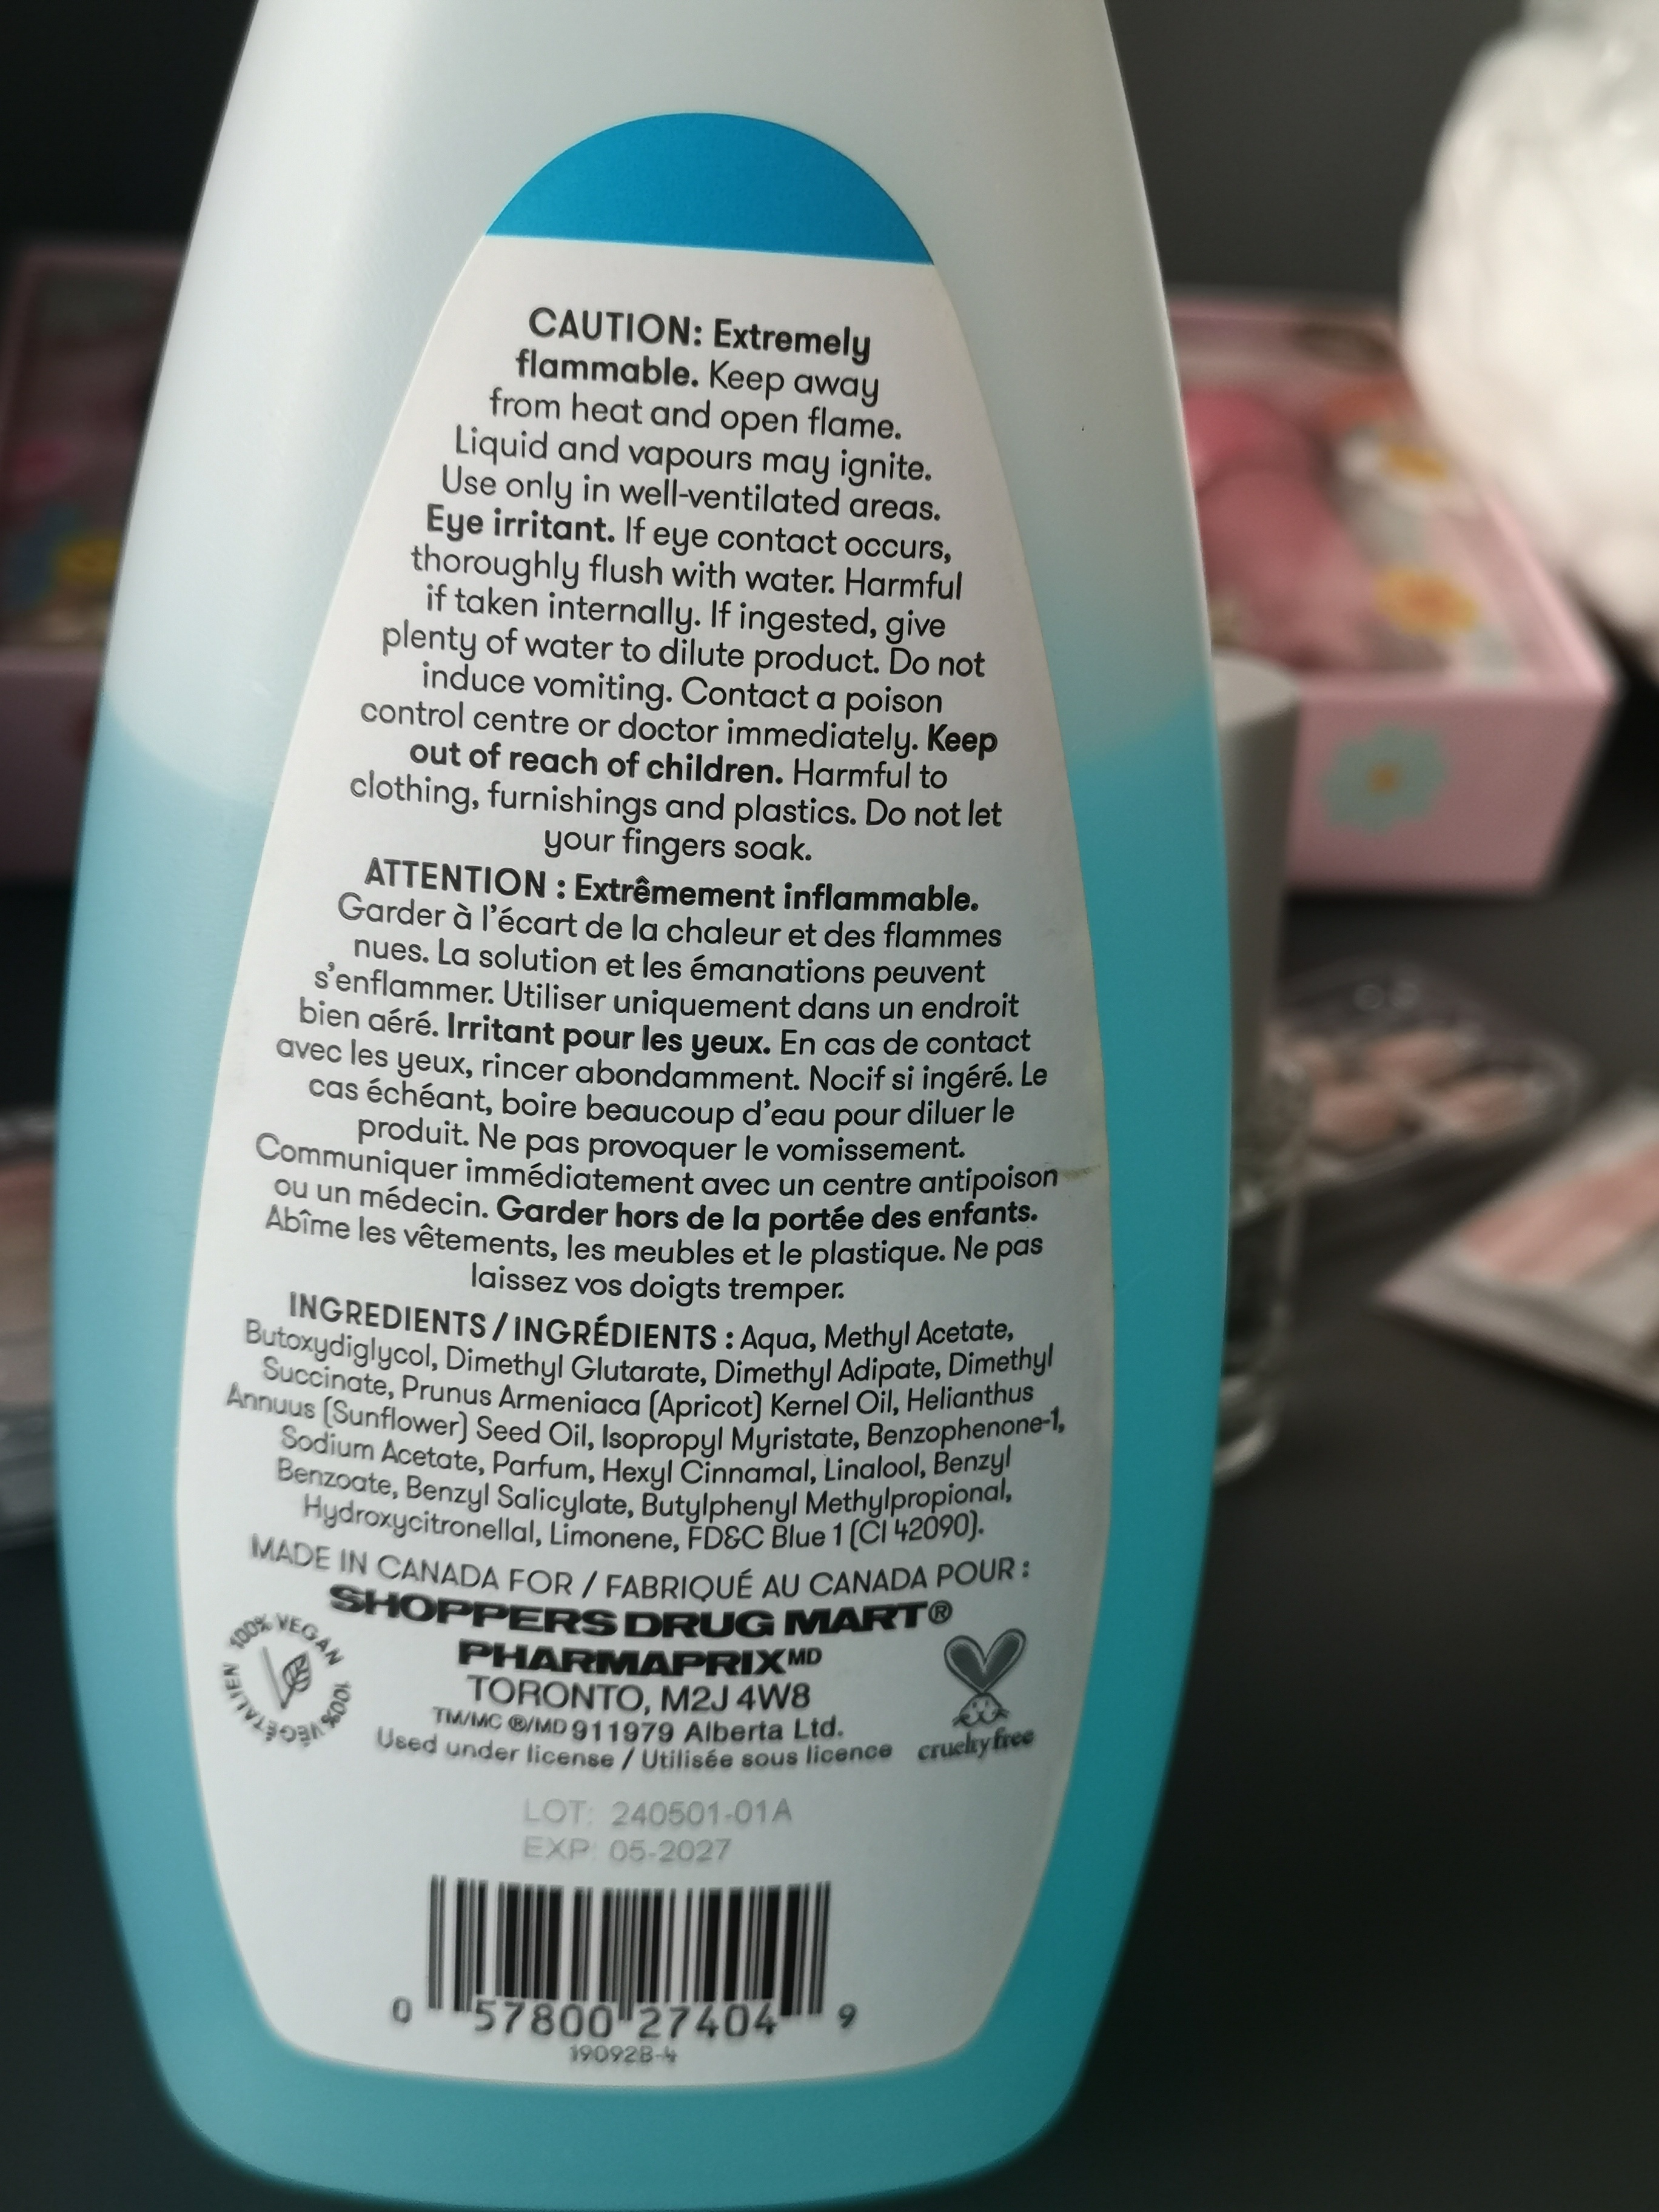 CAUTION: Extremely
flammable. Keep away
from heat and open flame.
Liquid and vapours may ignite.
Use only in well-ventilated areas.
Eye irritant. If eye contact occurs,
thoroughly flush with water. Harmful
if taken internally. If ingested, give
plenty of water to dilute product. Do not
induce vomiting. Contact a poison
control centre or doctor immediately. Keep
out of reach of children. Harmful to
clothing, furnishings and plastics. Do not let
your fingers soak.
ATTENTION : Extrêmement inflammable.
Garder à l'écart de la chaleur et des flammes
nues. La solution et les émanations peuvent
s'enflammer. Utiliser uniquement dans un endroit
bien aéré. Irritant pour les yeux. En cas de contact
avec les yeux, rincer abondamment. Nocif si ingéré. Le
cas échéant, boire beaucoup d'eau pour diluer le
produit. Ne pas provoquer le vomissement.
Communiquer immédiatement avec un centre antipoison
ou un médecin. Garder hors de la portée des enfants.
Abîme les vêtements, les meubles et le plastique. Ne pas
laissez vos doigts tremper.
INGREDIENTS / INGRÉDIENTS : Aqua, Methyl Acetate,
Butoxydiglycol, Dimethyl Glutarate, Dimethyl Adipate, Dimethyl
Succinate, Prunus Armeniaca (Apricot) Kernel Oil, Helianthus
Annuus (Sunflower) Seed Oil, Isopropyl Myristate, Benzophenone-1,
Sodium Acetate, Parfum, Hexyl Cinnamal, Linalool, Benzyl
Benzoate, Benzyl Salicylate, Butylphenyl Methylpropional,
Hydroxycitronellal, Limonene, FD&C Blue 1 (CI 42090).
MADE IN CANADA FOR / FABRIQUÉ AU CANADA POUR :
SHOPPERS DRUG MART®
PHARMAPRIX MD
TORONTO, M2J 4W8
TM/MC ®/MD 911979 Alberta Ltd.
Used under license / Utilisée sous licence
100% VEGAN 100% VÉGÉTALIEN
crueltyfree
LOT: 240501-01A
EXP: 05-2027
0 57800 27404 9
19092B-4